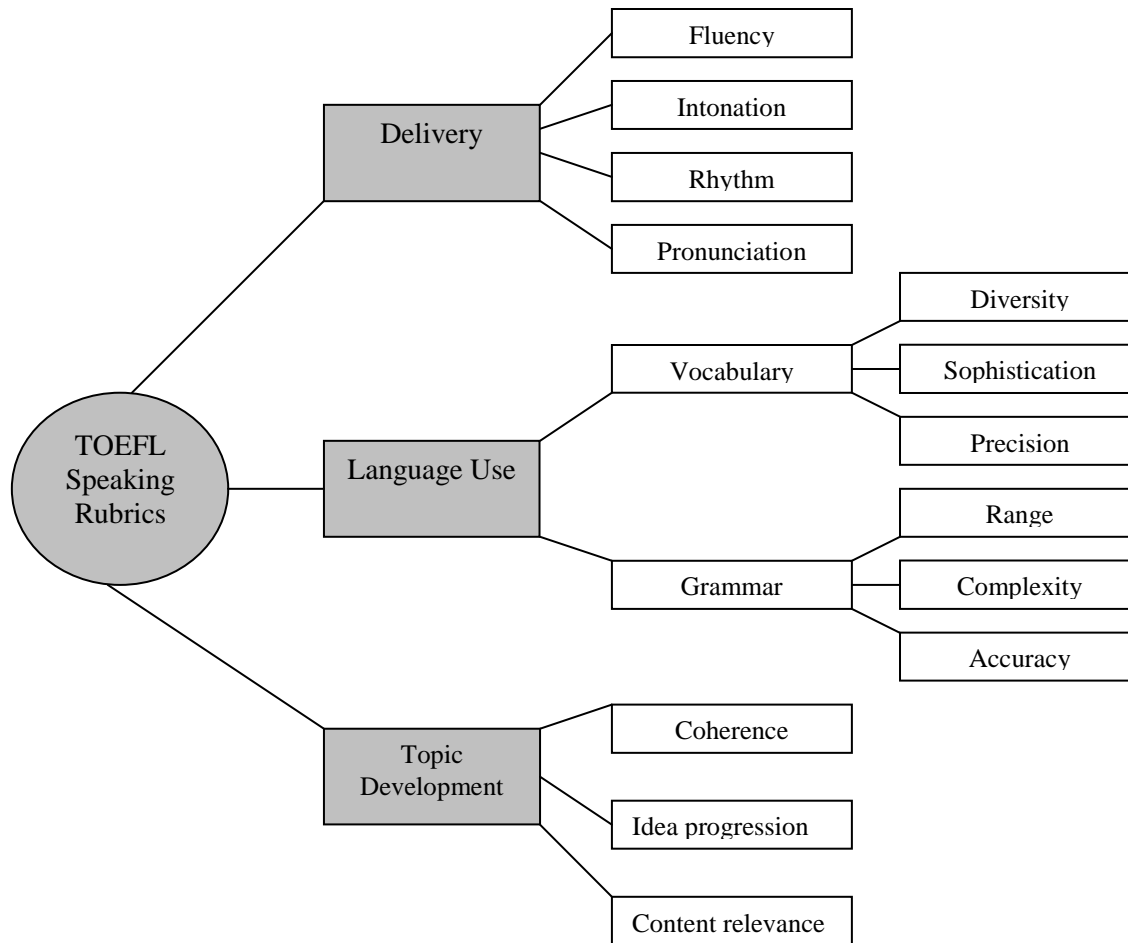 Fluency
Intonation
Delivery
Rhythm
Pronunciation
Diversity
Vocabulary
Sophistication
Precision
TOEFL
Speaking
Rubrics
Language Use
Range
Grammar
Complexity
Accuracy
Coherence
Topic
Development
Idea progression
Content relevance